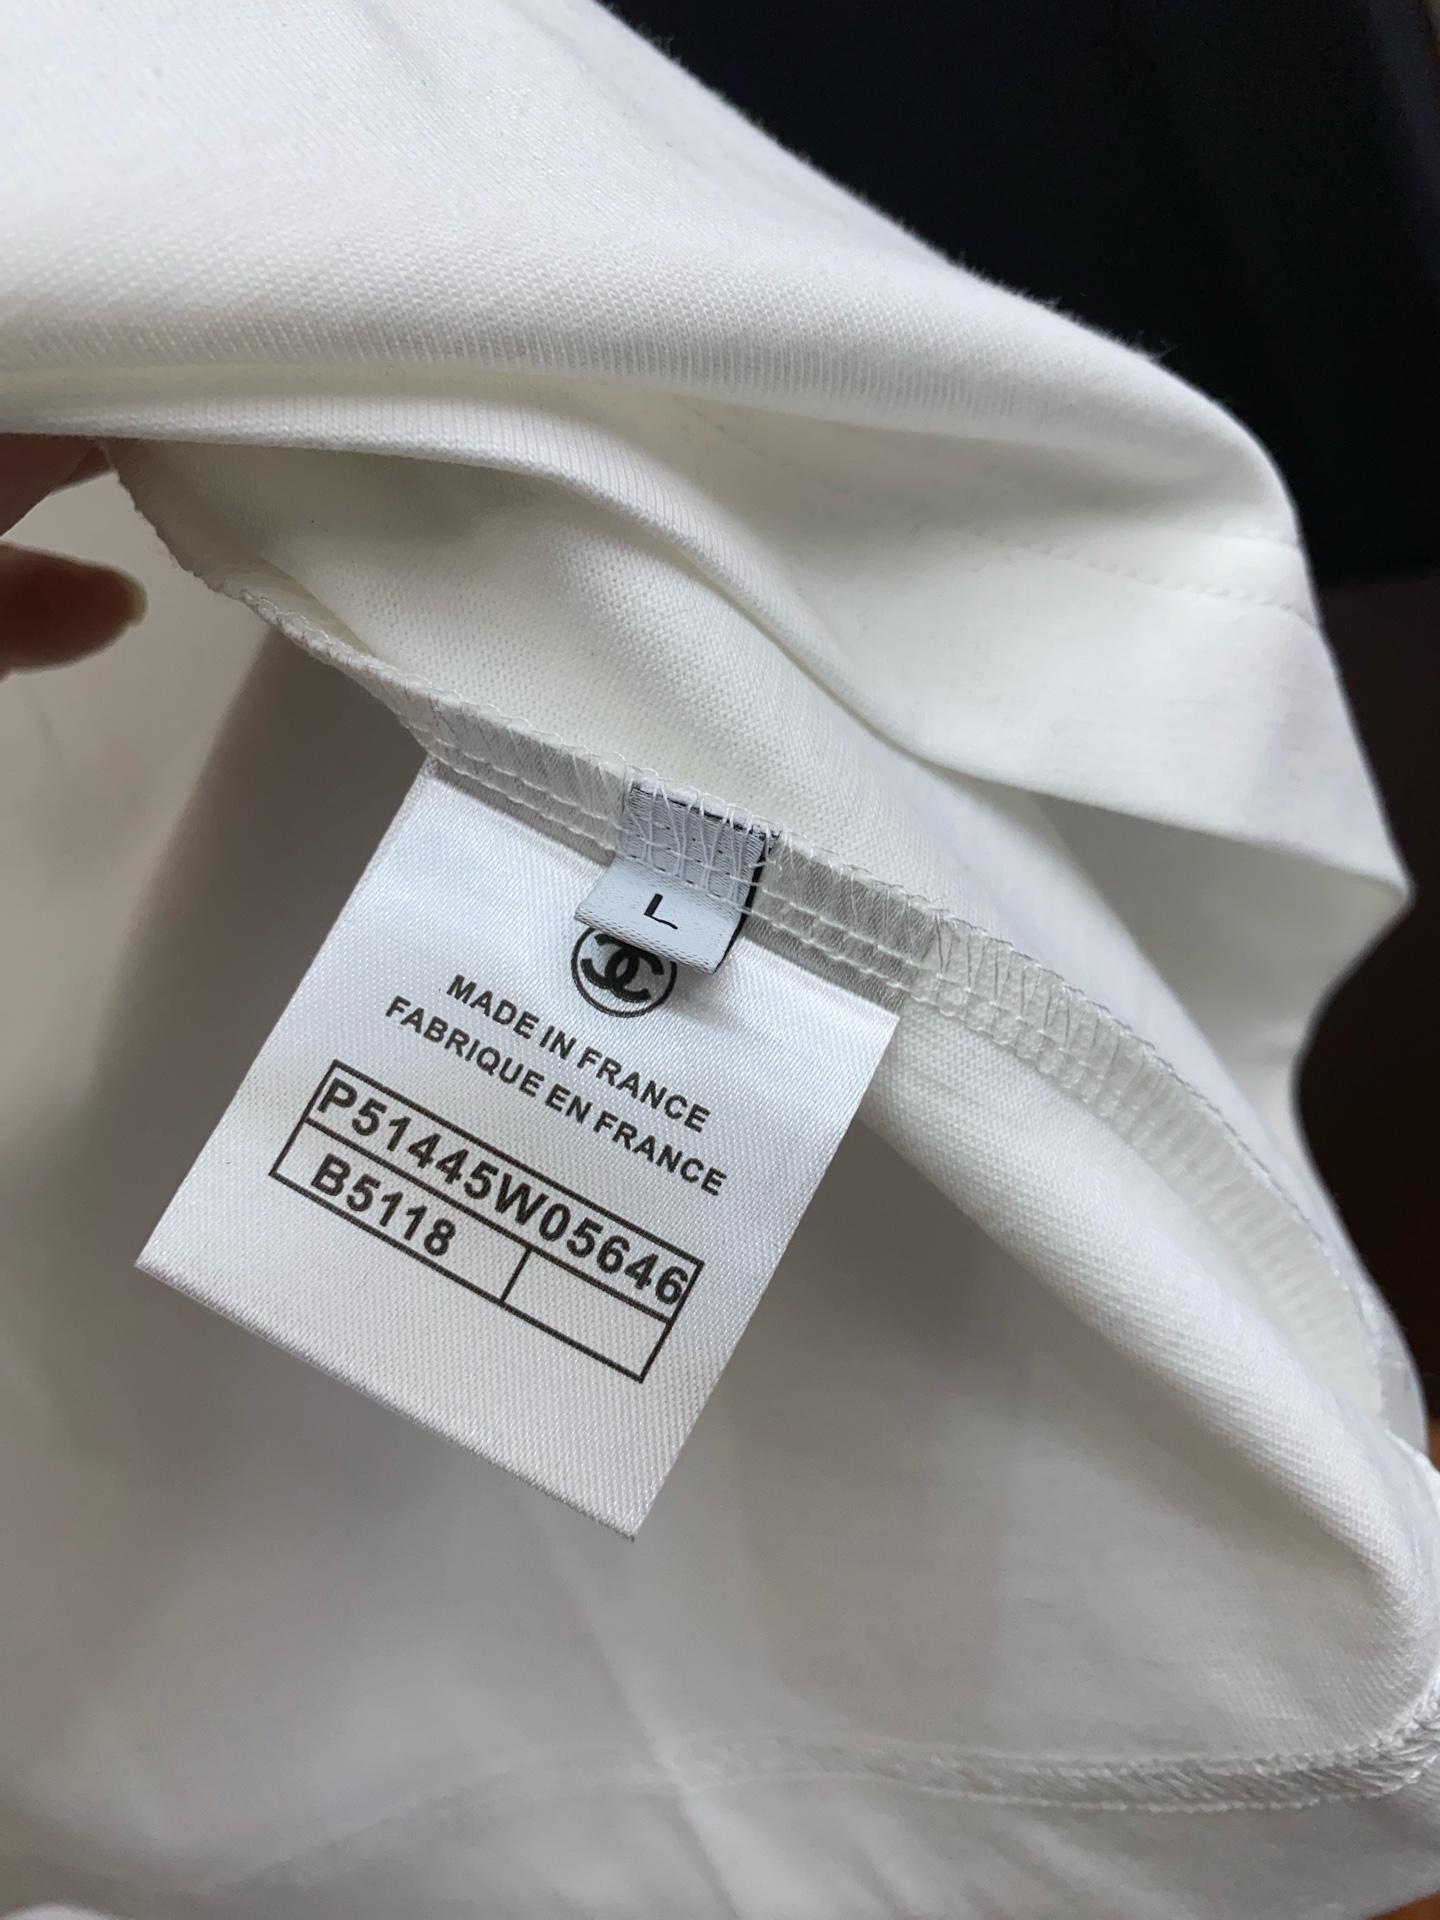 L
MADE IN FRANCE
FABRIQUE EN FRANCE
P51445W05646
B5118